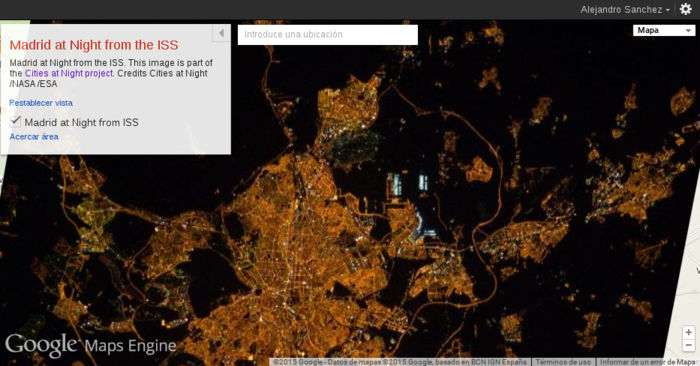 Alejandro Sanchez
Madrid at Night from the ISS
Introduce una ubicación
Mapa
Madrid at Night from the ISS. This image is part of
the Cities at Night project. Credits Cities at Night
/NASA /ESA
Restablecer vista
Madrid at Night from ISS
Acercar área
Google Maps Engine
©2015 Google - Datos de mapas ©2015 Google, basado en BCN IGN España
Términos de uso
Informar de un error de Maps